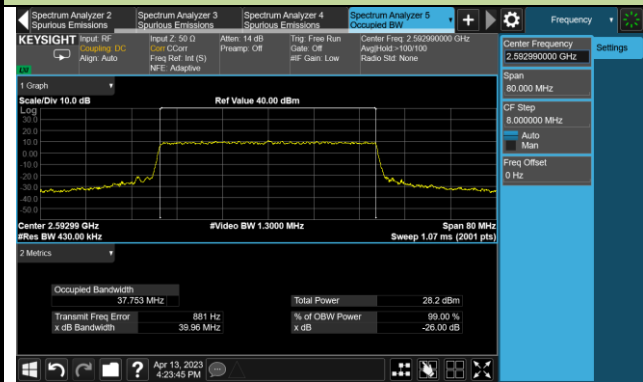 Spectrum Analyzer 2
Spurious Emissions
Spectrum Analyzer 3
Spurious Emissions
Spectrum Analyzer 4
Spurious Emissions
Spectrum Analyzer 5
Occupied BW
Frequency
KEYSIGHT
Input: RF
Coupling: DC
Align: Auto
Input Z: 50 Ω
Corr CCorr
Freq Ref: Int (S)
NFE: Adaptive
Atten: 14 dB
Preamp: Off
Trig: Free Run
Gate: Off
#IF Gain: Low
Center Freq: 2.592990000 GHz
Avg|Hold:>100/100
Radio Std: None
Center Frequency
2.592990000 GHz
Settings
Span
80.000 MHz
CF Step
8.000000 MHz
Auto
Man
Freq Offset
0 Hz
1 Graph
Scale/Div 10.0 dB
Ref Value 40.00 dBm
Log
30.0
20.0
10.0
0.00
-10.0
-20.0
-30.0
-40.0
-50.0
Center 2.59299 GHz
#Video BW 1.3000 MHz
Span 80 MHz
#Res BW 430.00 kHz
Sweep 1.07 ms (2001 pts)
2 Metrics
Occupied Bandwidth
37.753 MHz
Total Power
28.2 dBm
Transmit Freq Error
881 Hz
% of OBW Power
99.00 %
x dB Bandwidth
39.96 MHz
x dB
-26.00 dB
Apr 13, 2023
4:23:45 PM